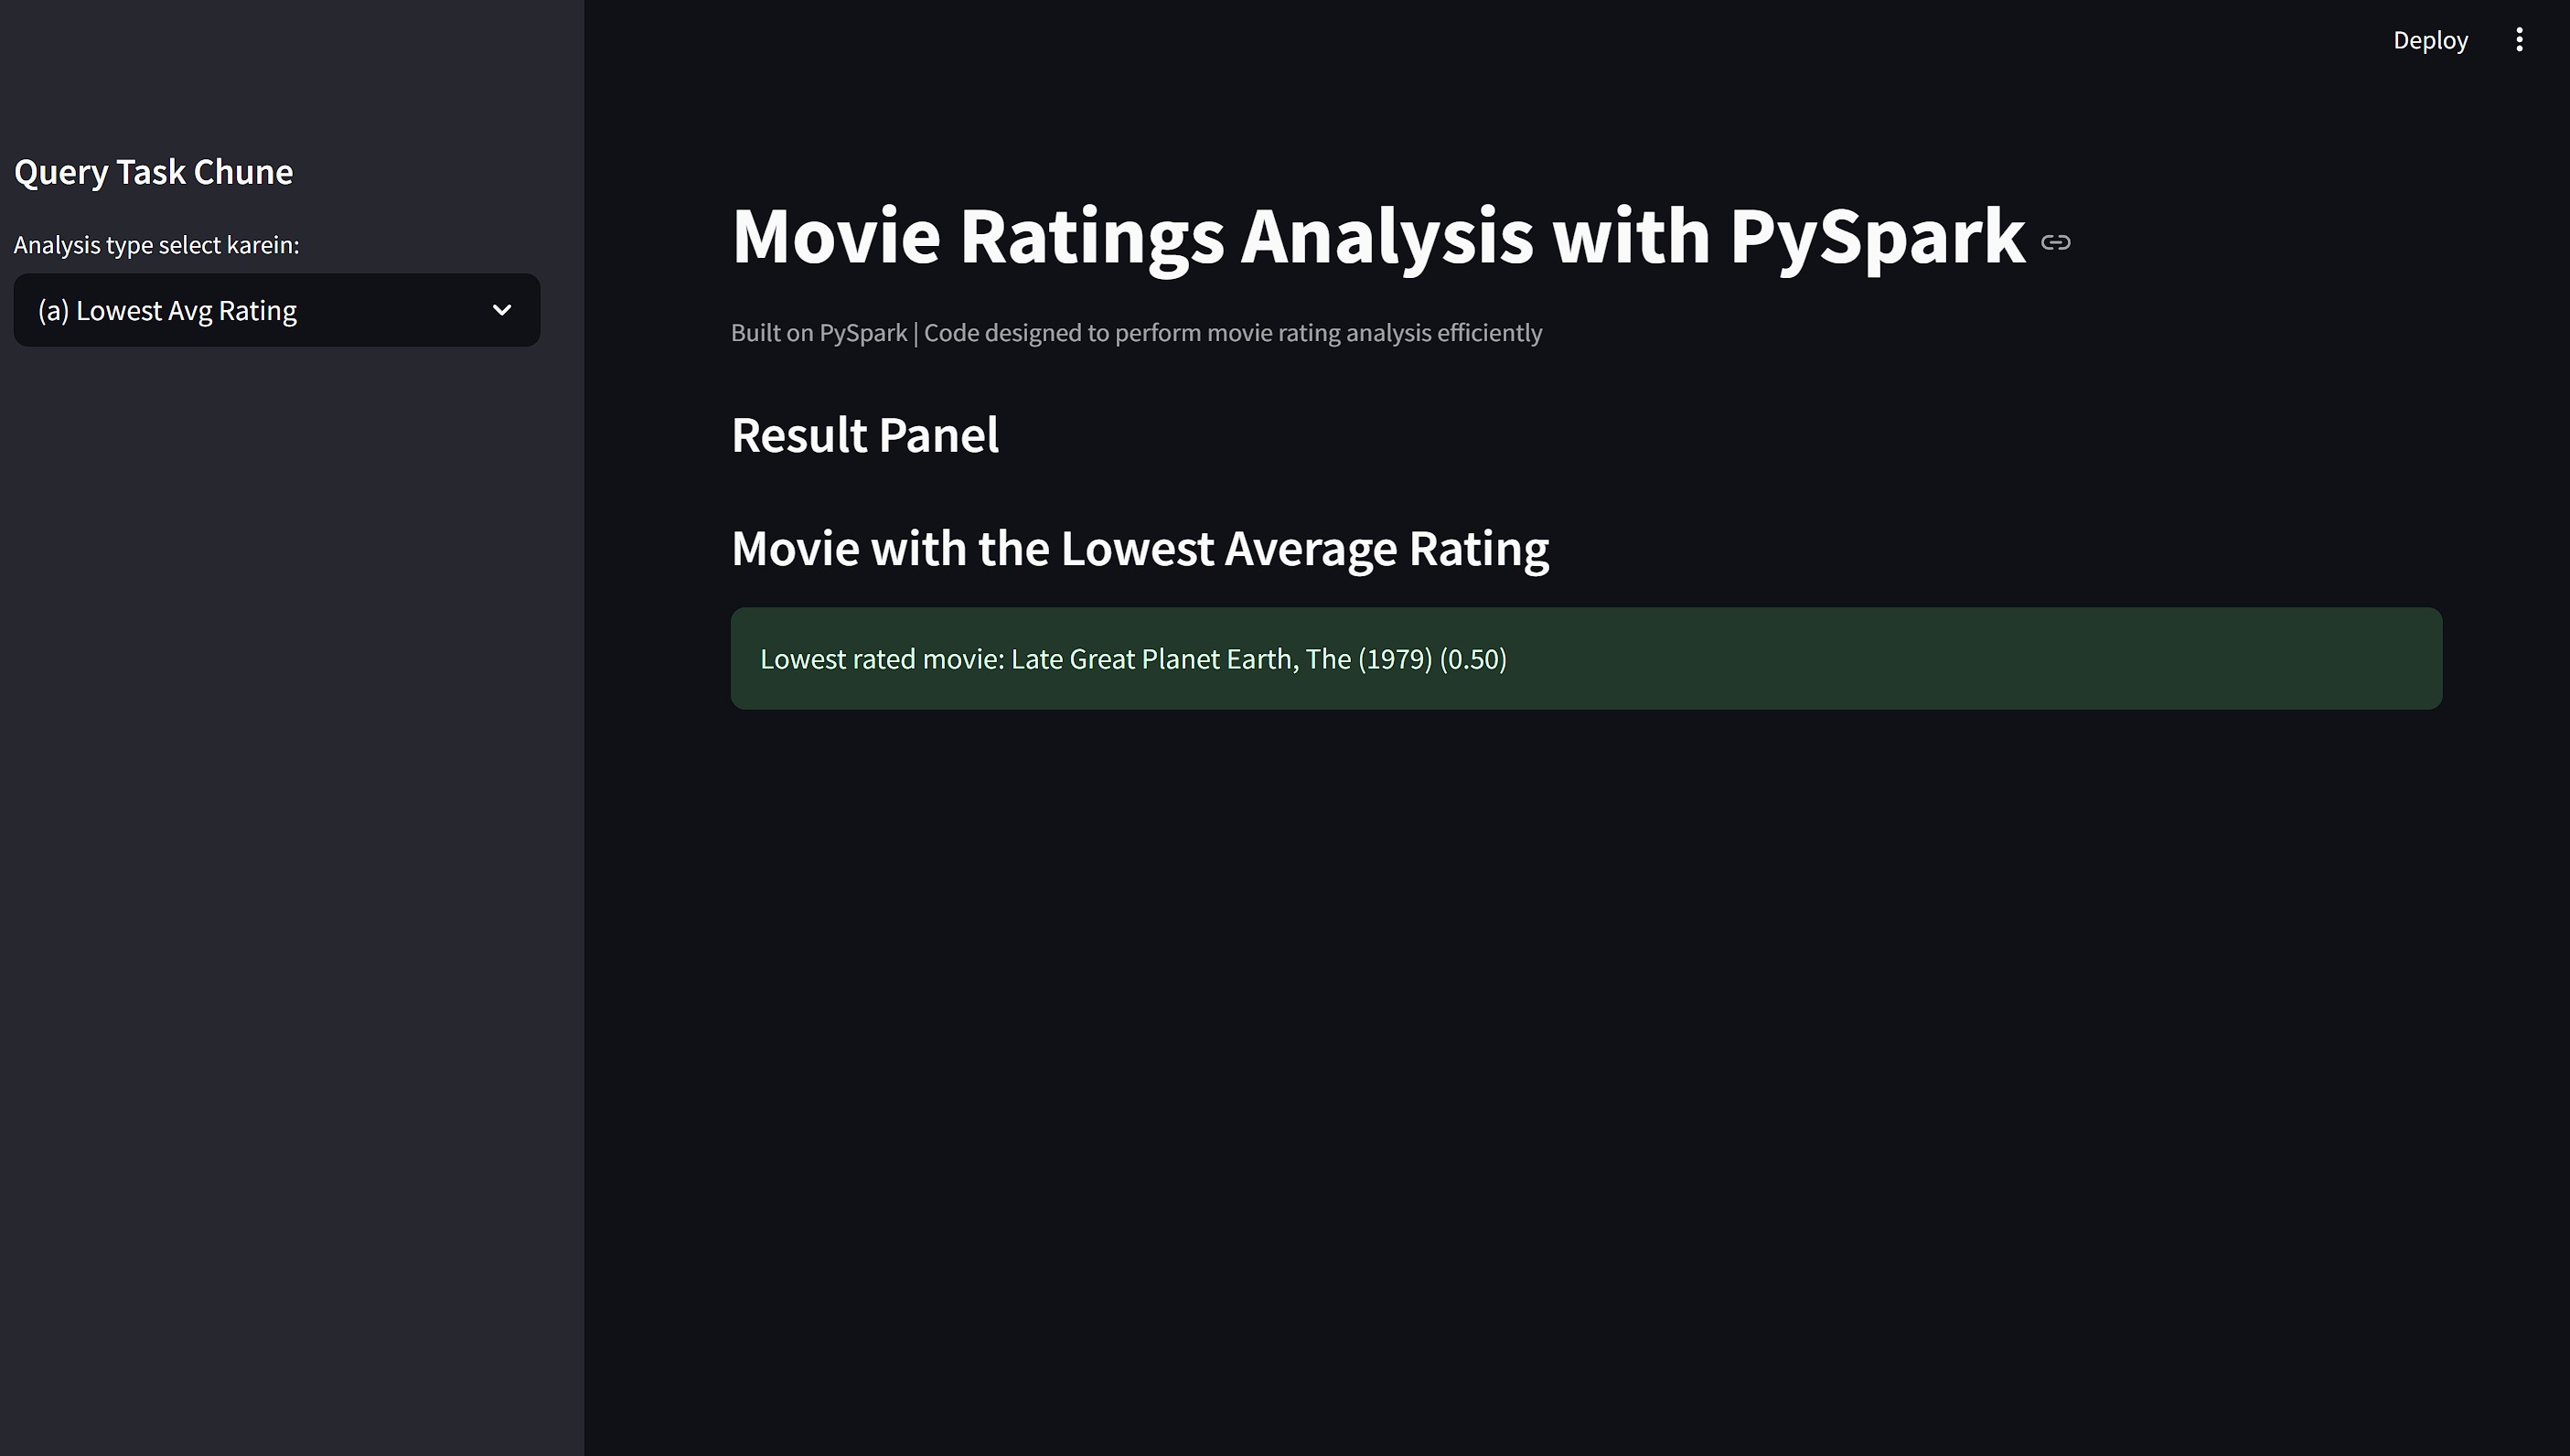 Deploy
Query Task Chune
Analysis type select karein:
(a) Lowest Avg Rating
Movie Ratings Analysis with PySpark
Built on PySpark | Code designed to perform movie rating analysis efficiently
Result Panel
Movie with the Lowest Average Rating
Lowest rated movie: Late Great Planet Earth, The (1979) (0.50)